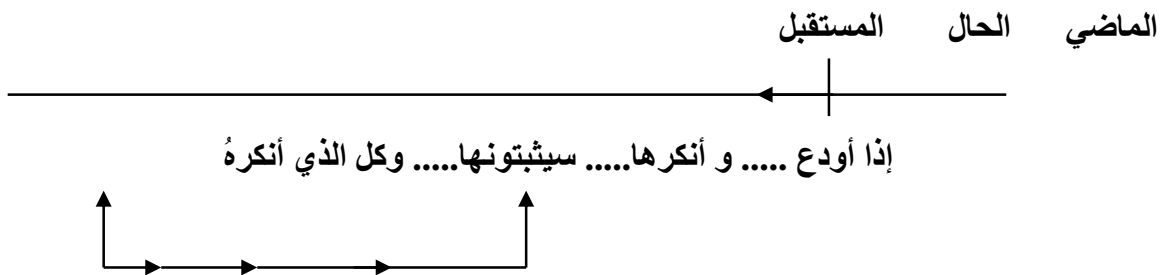 الماضي الحال المستقبل
إذا أودع ..... و أنكرها..... سيثبتونها..... وكل الذي أنكرهُ